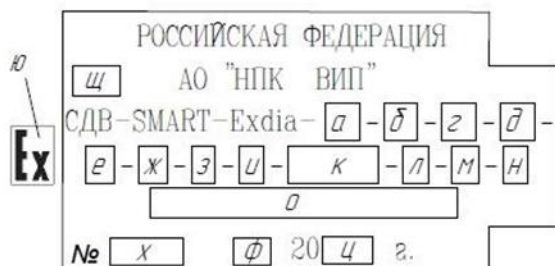 РОССИЙСКАЯ ФЕДЕРАЦИЯ
ю
щ АО "НПК ВИП"
СДВ-SMART-Exdia- а - б - г - д -
Ex
е - ж - з - и - к - л - м - н
о
№ х ф 20 ц г.